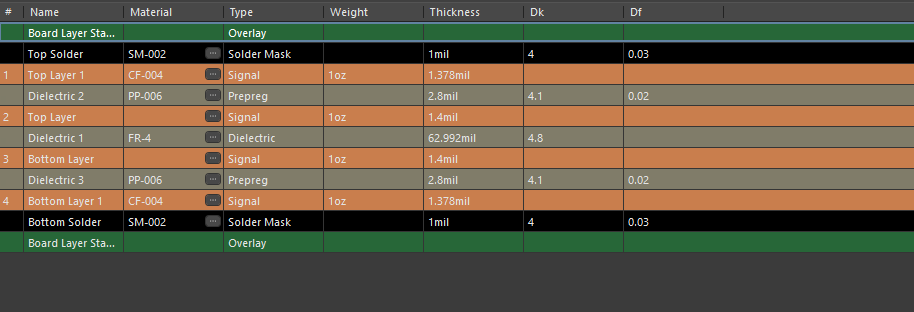 # Name Material Type Weight Thickness Dk Df
Board Layer Sta... Overlay
Top Solder SM-002 ... Solder Mask 1mil 4 0.03
1 Top Layer 1 CF-004 ... Signal 1oz 1.378mil
Dielectric 2 PP-006 ... Prepreg 2.8mil 4.1 0.02
2 Top Layer ... Signal 1oz 1.4mil
Dielectric 1 FR-4 ... Dielectric 62.992mil 4.8
3 Bottom Layer ... Signal 1oz 1.4mil
Dielectric 3 PP-006 ... Prepreg 2.8mil 4.1 0.02
4 Bottom Layer 1 CF-004 ... Signal 1oz 1.378mil
Bottom Solder SM-002 ... Solder Mask 1mil 4 0.03
Board Layer Sta... Overlay